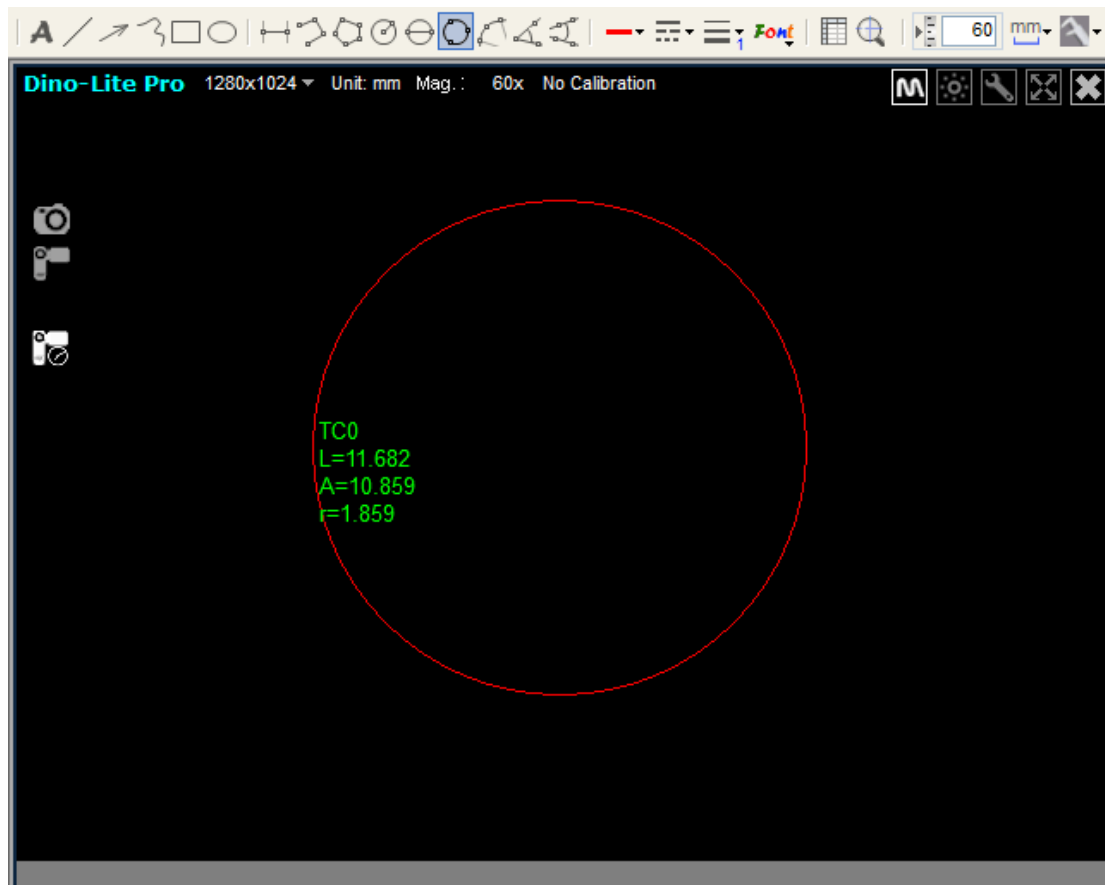 A 1 Font 60 mm
Dino-Lite Pro 1280x1024 Unit: mm Mag.: 60x No Calibration
TC0
L=11.682
A=10.859
r=1.859